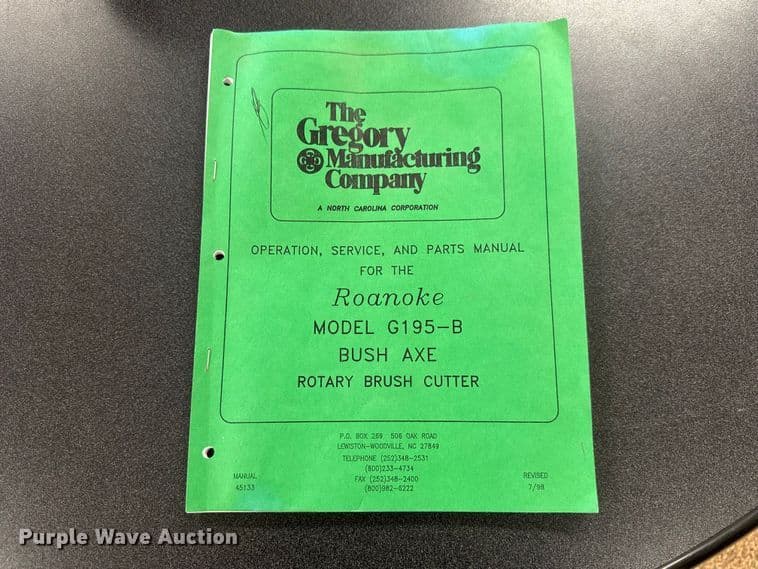 The
Gregory
Manufacturing
Company
A NORTH CAROLINA CORPORATION
OPERATION, SERVICE, AND PARTS MANUAL
FOR THE
Roanoke
MODEL G195-B
BUSH AXE
ROTARY BRUSH CUTTER
P.O. BOX 269 506 OAK ROAD
LEWISTON-WOODVILLE, NC 27849
TELEPHONE (252)348-2531
(800)233-4734
FAX (252)348-2400
(800)982-6222
MANUAL
45133
REVISED
7/98
Purple Wave Auction